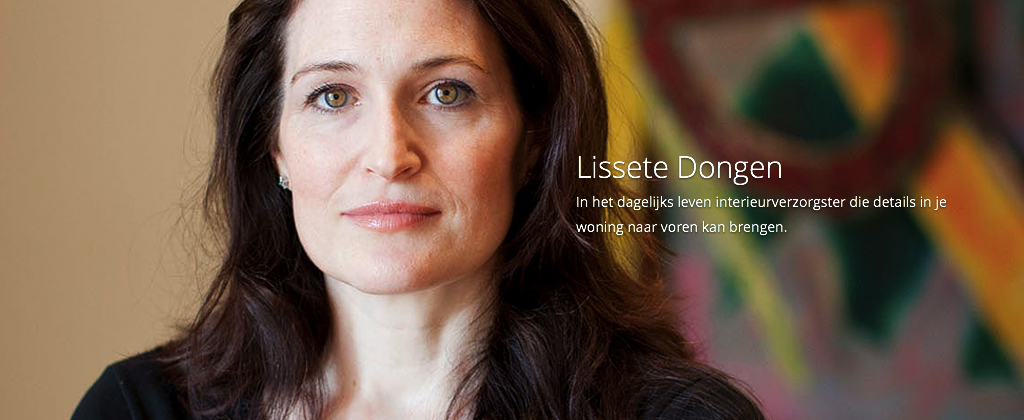 Lissete Dongen
In het dagelijks leven interieurverzorgster die details in je
woning naar voren kan brengen.